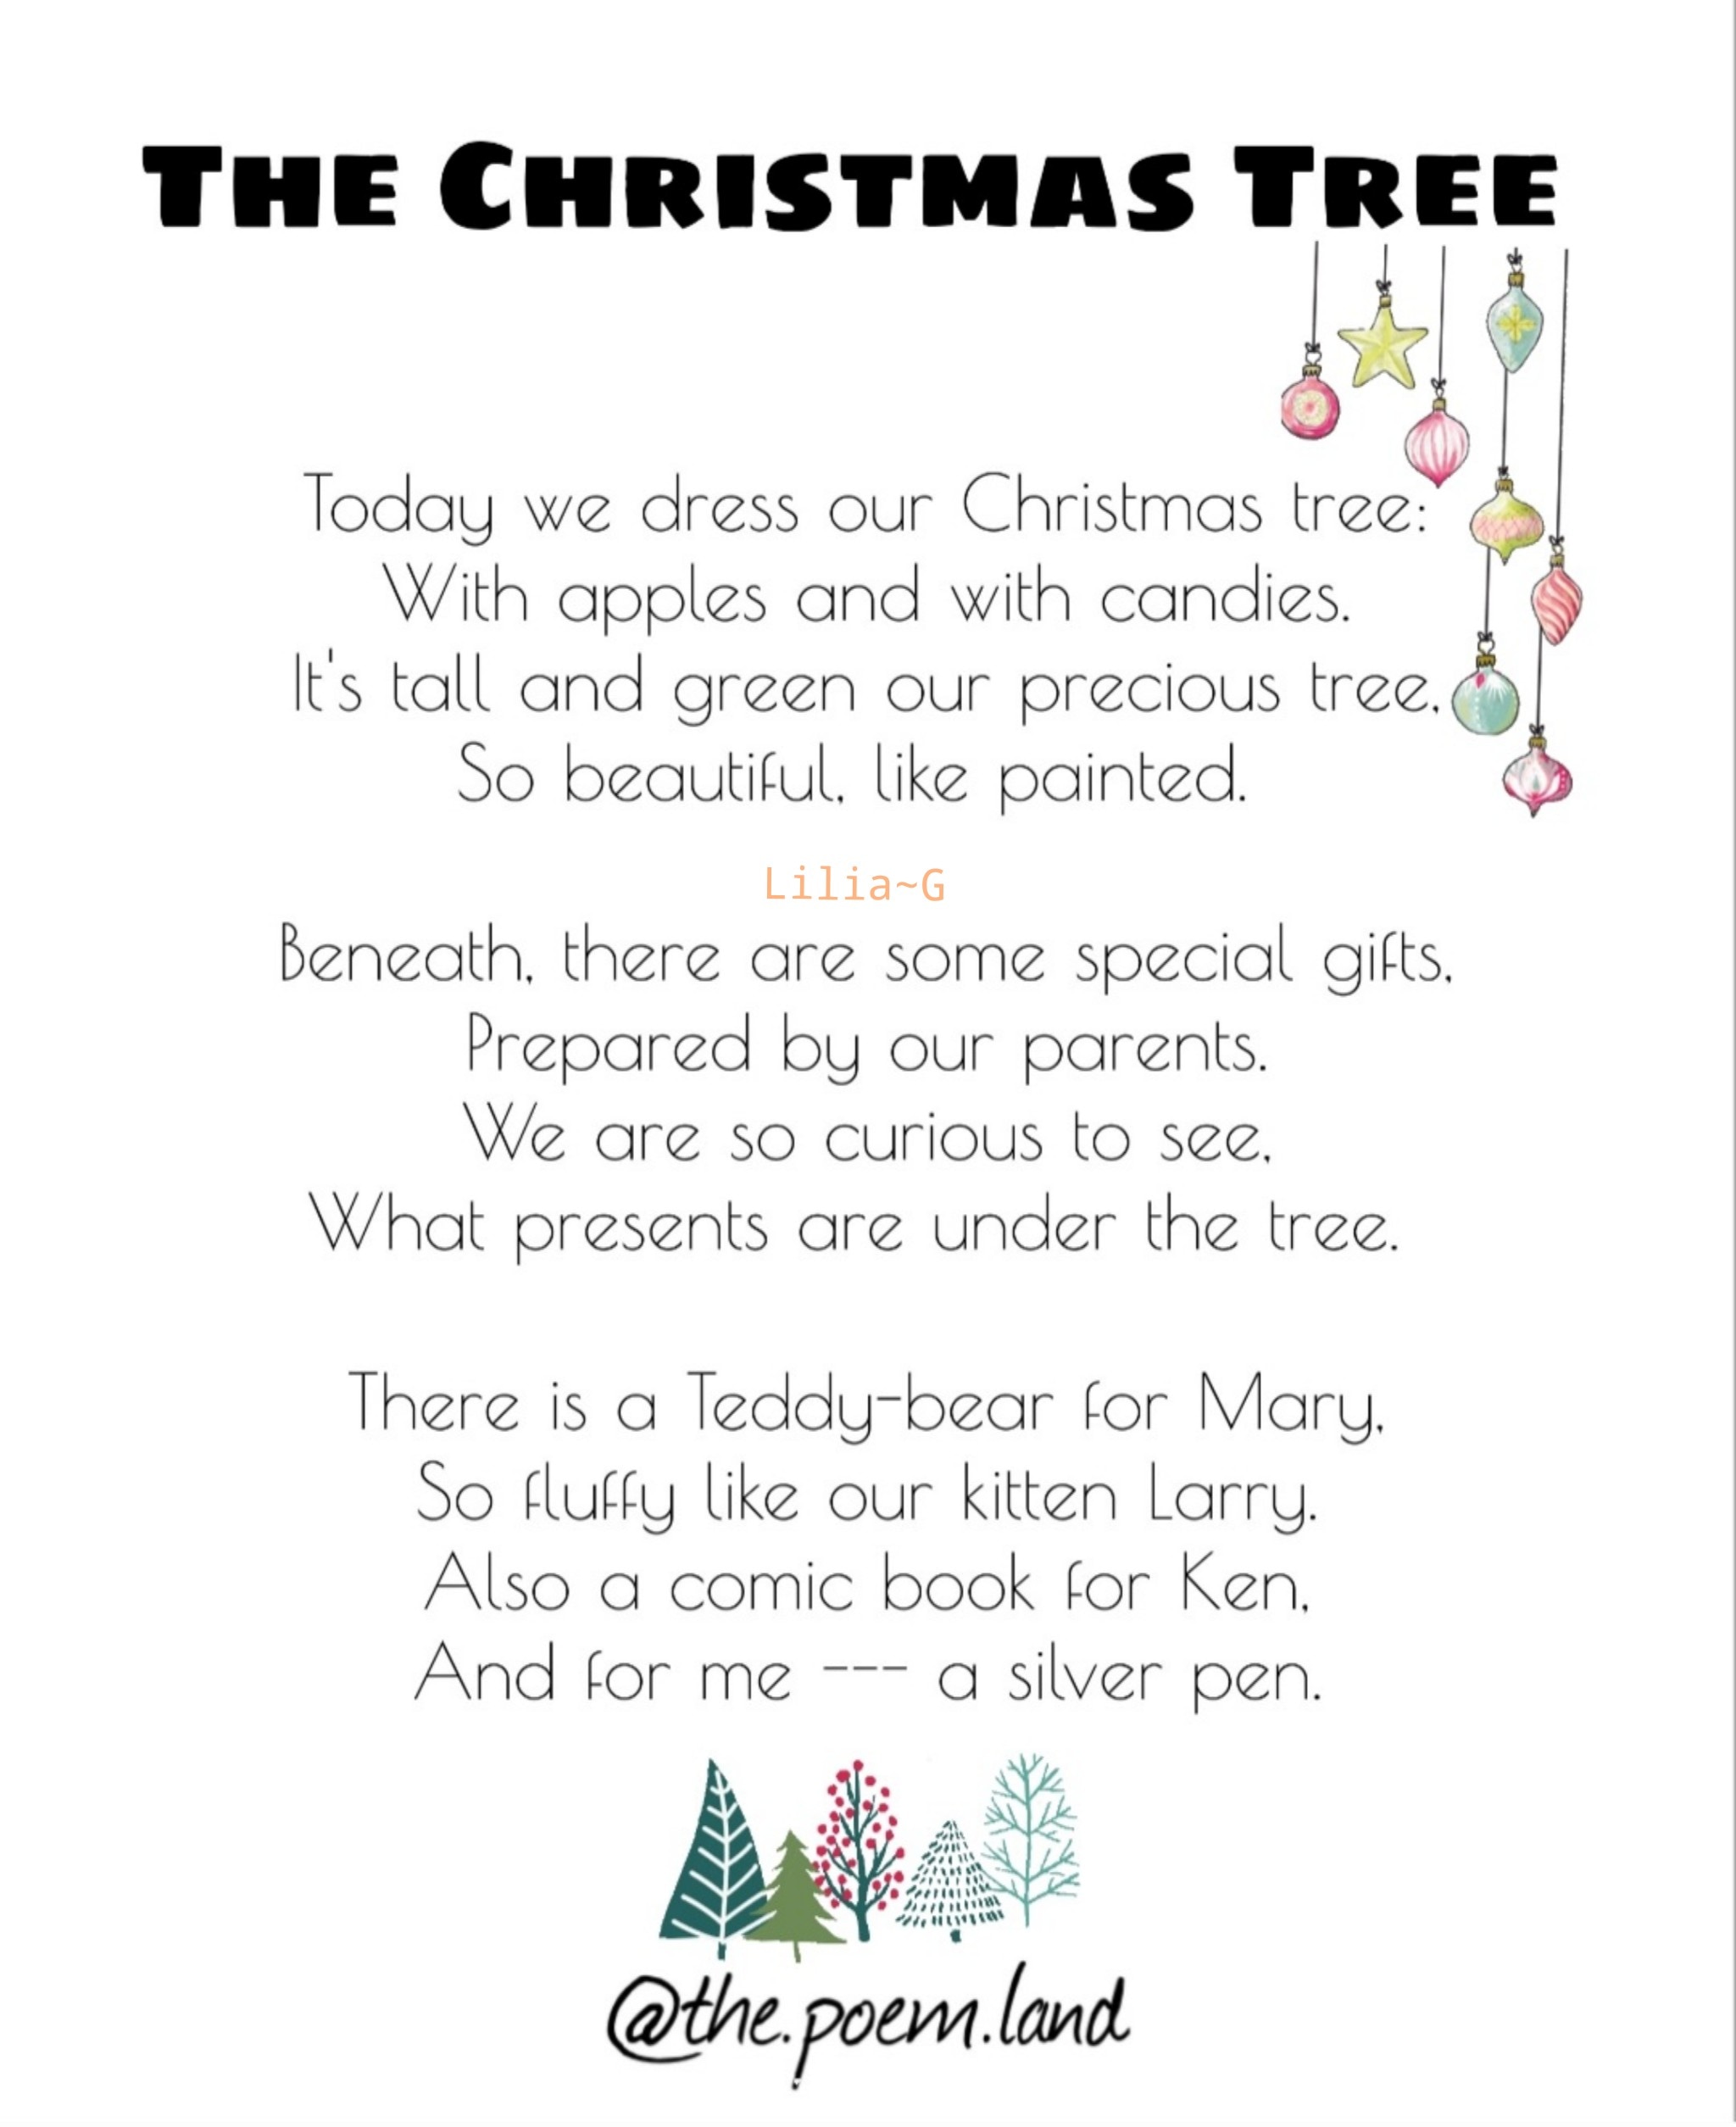 THE CHRISTMAS TREE
Today we dress our Christmas tree:
With apples and with candies.
It's tall and green our precious tree,
So beautiful, like painted.
Lilia~G
Beneath, there are some special gifts,
Prepared by our parents.
We are so curious to see,
What presents are under the tree.
There is a Teddy-bear for Mary,
So fluffy like our kitten Larry.
Also a comic book for Ken,
And for me --- a silver pen.
@the.poem.land